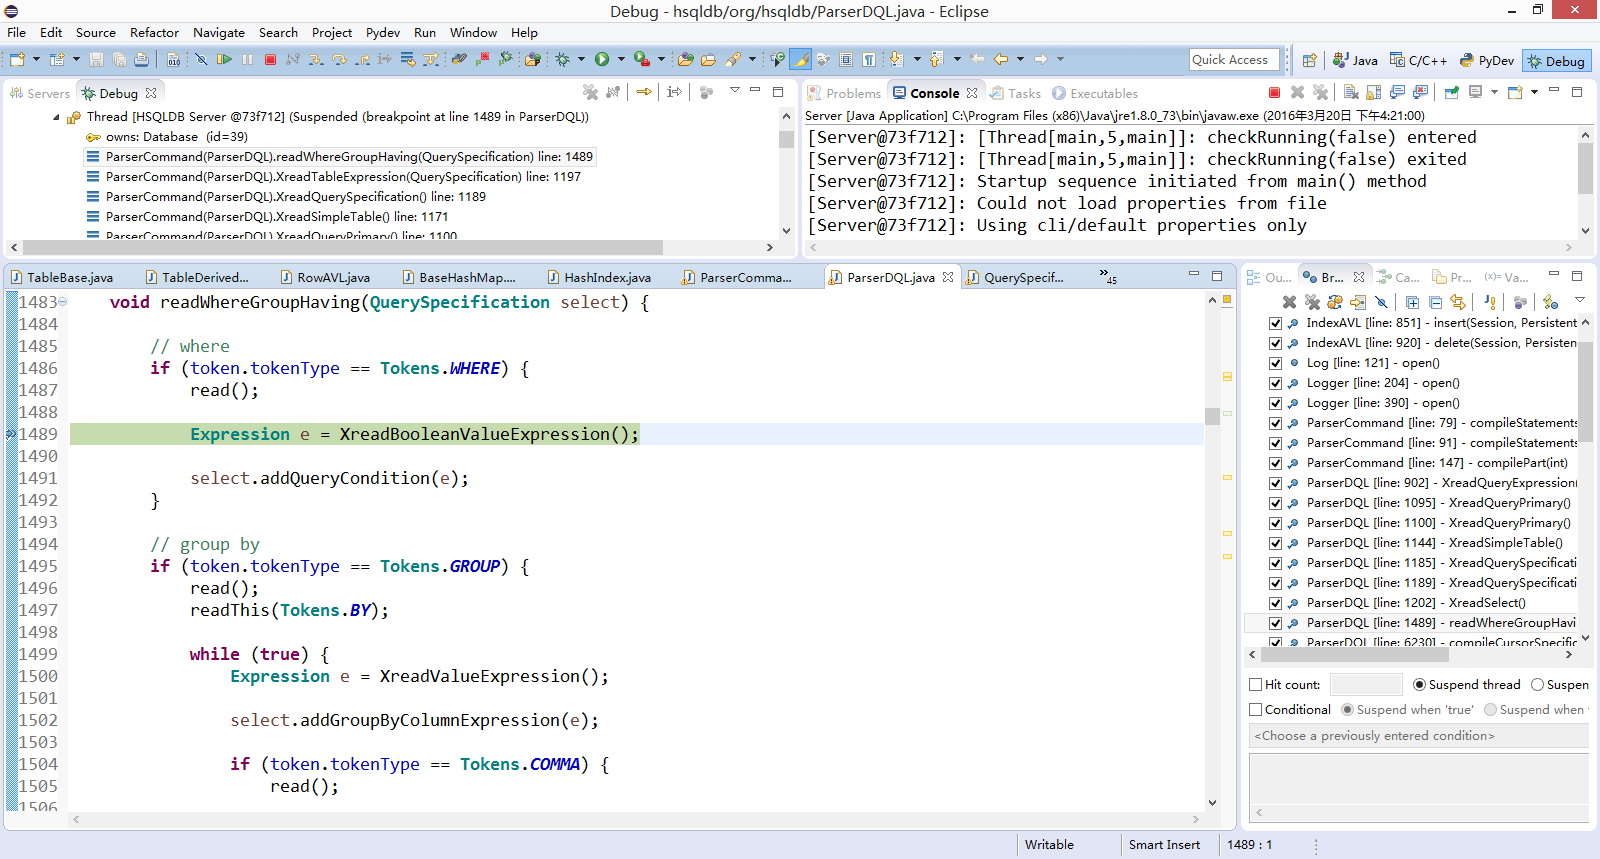 Debug - hsqldb/org/hsqldb/ParserDQL.java - Eclipse
File Edit Source Refactor Navigate Search Project Pydev Run Window Help
Quick Access Java C/C++ PyDev Debug
Servers Debug
Thread [HSQLDB Server @73f712] (Suspended (breakpoint at line 1489 in ParserDQL))
owns: Database (id=39)
ParserCommand(ParserDQL).readWhereGroupHaving(QuerySpecification) line: 1489
ParserCommand(ParserDQL).XreadTableExpression(QuerySpecification) line: 1197
ParserCommand(ParserDQL).XreadQuerySpecification() line: 1189
ParserCommand(ParserDQL).XreadSimpleTable() line: 1171
ParserCommand(ParserDQL).XreadQueryPrimary() line: 1100
Problems Console Tasks Executables
Server [Java Application] C:\Program Files (x86)\Java\jre1.8.0_73\bin\javaw.exe (2016年3月20日 下午4:21:00)
[Server@73f712]: [Thread[main,5,main]]: checkRunning(false) entered
[Server@73f712]: [Thread[main,5,main]]: checkRunning(false) exited
[Server@73f712]: Startup sequence initiated from main() method
[Server@73f712]: Could not load properties from file
[Server@73f712]: Using cli/default properties only
TableBase.java TableDerived... RowAVL.java BaseHashMap.... HashIndex.java ParserComma... ParserDQL.java QuerySpecif... »45
1483 void readWhereGroupHaving(QuerySpecification select) {
1484
1485 // where
1486 if (token.tokenType == Tokens.WHERE) {
1487 read();
1488
1489 Expression e = XreadBooleanValueExpression();
1490
1491 select.addQueryCondition(e);
1492 }
1493
1494 // group by
1495 if (token.tokenType == Tokens.GROUP) {
1496 read();
1497 readThis(Tokens.BY);
1498
1499 while (true) {
1500 Expression e = XreadValueExpression();
1501
1502 select.addGroupByColumnExpression(e);
1503
1504 if (token.tokenType == Tokens.COMMA) {
1505 read();
1506
Ou... Br... Ca... Pr... (x)= Va...
IndexAVL [line: 851] - insert(Session, Persistent
IndexAVL [line: 920] - delete(Session, Persisten
Log [line: 121] - open()
Logger [line: 204] - open()
Logger [line: 390] - open()
ParserCommand [line: 79] - compileStatements
ParserCommand [line: 91] - compileStatements
ParserCommand [line: 147] - compilePart(int)
ParserDQL [line: 902] - XreadQueryExpression(
ParserDQL [line: 1095] - XreadQueryPrimary()
ParserDQL [line: 1100] - XreadQueryPrimary()
ParserDQL [line: 1144] - XreadSimpleTable()
ParserDQL [line: 1185] - XreadQuerySpecificati
ParserDQL [line: 1189] - XreadQuerySpecificati
ParserDQL [line: 1202] - XreadSelect()
ParserDQL [line: 1489] - readWhereGroupHavi
ParserDQL [line: 6230] - compileCursorSpecific
Hit count: Suspend thread Suspen
Conditional Suspend when 'true' Suspend when
<Choose a previously entered condition>
Writable Smart Insert 1489 : 1